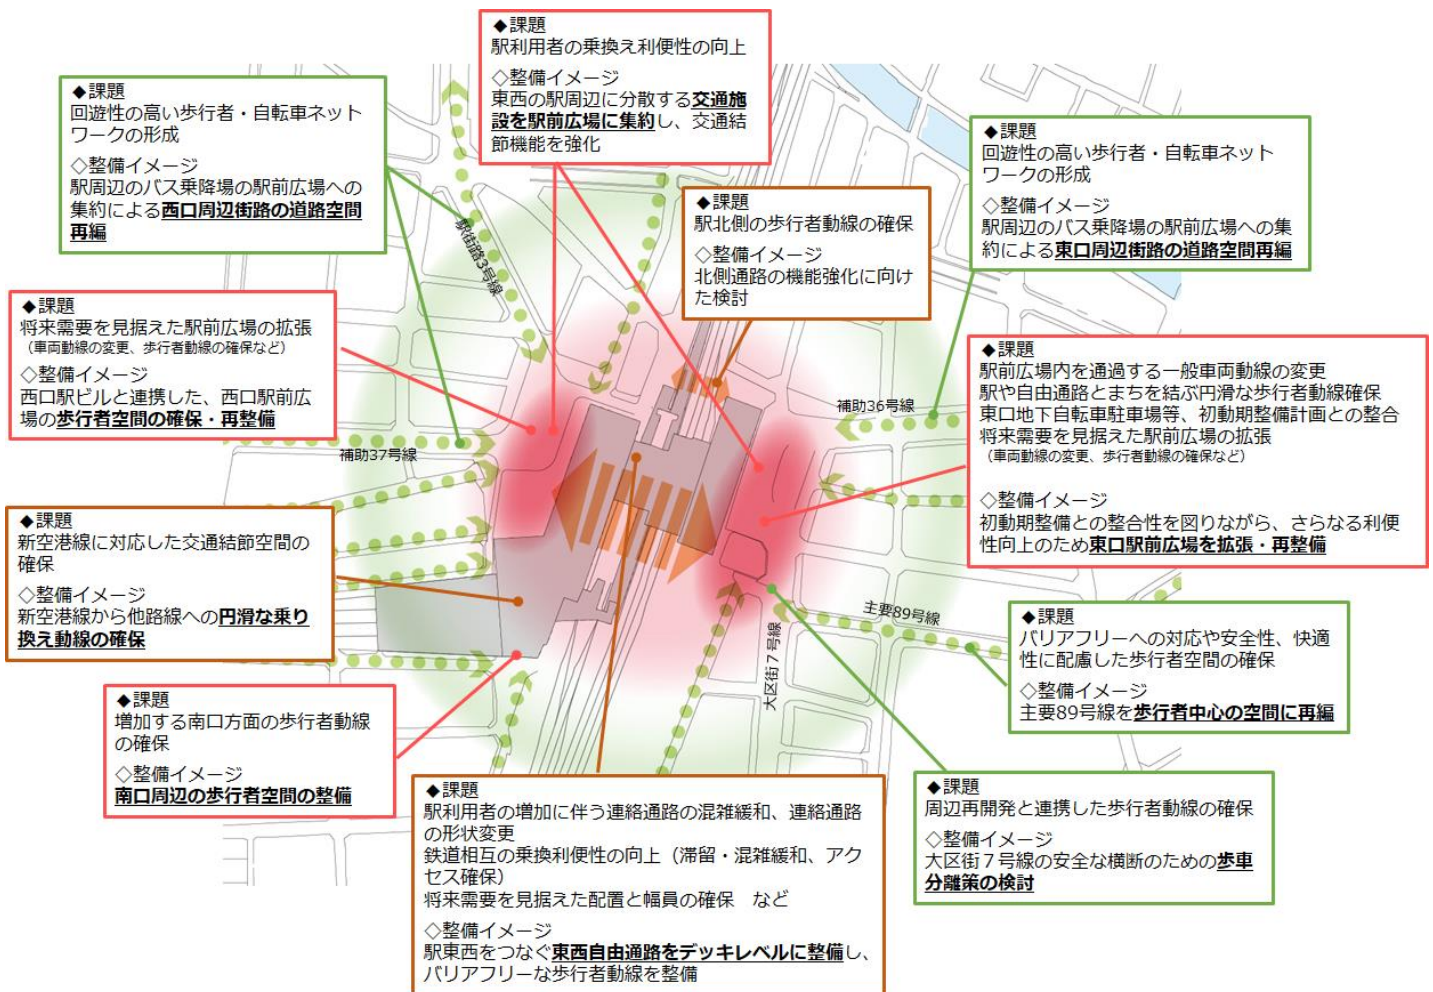 ◆課題
駅利用者の乗換え利便性の向上
◇整備イメージ
東西の駅周辺に分散する交通施
設を駅前広場に集約し、交通結
節機能を強化
◆課題
回遊性の高い歩行者・自転車ネット
ワークの形成
◇整備イメージ
駅周辺のバス乗降場の駅前広場への
集約による西口周辺街路の道路空間
再編
◆課題
回遊性の高い歩行者・自転車ネット
ワークの形成
◇整備イメージ
駅周辺のバス乗降場の駅前広場への集
約による東口周辺街路の道路空間再編
◆課題
駅北側の歩行者動線の確保
◇整備イメージ
北側通路の機能強化に向け
た検討
駅街路3号線
◆課題
将来需要を見据えた駅前広場の拡張
（車両動線の変更、歩行者動線の確保など）
◇整備イメージ
西口駅ビルと連携した、西口駅前広
場の歩行者空間の確保・再整備
◆課題
駅前広場内を通過する一般車両動線の変更
駅や自由通路とまちを結ぶ円滑な歩行者動線確保
東口地下自転車駐車場等、初動期整備計画との整合
将来需要を見据えた駅前広場の拡張
（車両動線の変更、歩行者動線の確保など）
◇整備イメージ
初動期整備との整合性を図りながら、さらなる利便
性向上のため東口駅前広場を拡張・再整備
補助36号線
補助37号線
◆課題
新空港線に対応した交通結節空間の
確保
◇整備イメージ
新空港線から他路線への円滑な乗り
換え動線の確保
主要89号線
大区街７号線
◆課題
バリアフリーへの対応や安全性、快適
性に配慮した歩行者空間の確保
◇整備イメージ
主要89号線を歩行者中心の空間に再編
◆課題
増加する南口方面の歩行者動線
の確保
◇整備イメージ
南口周辺の歩行者空間の整備
◆課題
駅利用者の増加に伴う連絡通路の混雑緩和、連絡通路
の形状変更
鉄道相互の乗換利便性の向上（滞留・混雑緩和、アク
セス確保）
将来需要を見据えた配置と幅員の確保　など
◇整備イメージ
駅東西をつなぐ東西自由通路をデッキレベルに整備し、
バリアフリーな歩行者動線を整備
◆課題
周辺再開発と連携した歩行者動線の確保
◇整備イメージ
大区街７号線の安全な横断のための歩車
分離策の検討